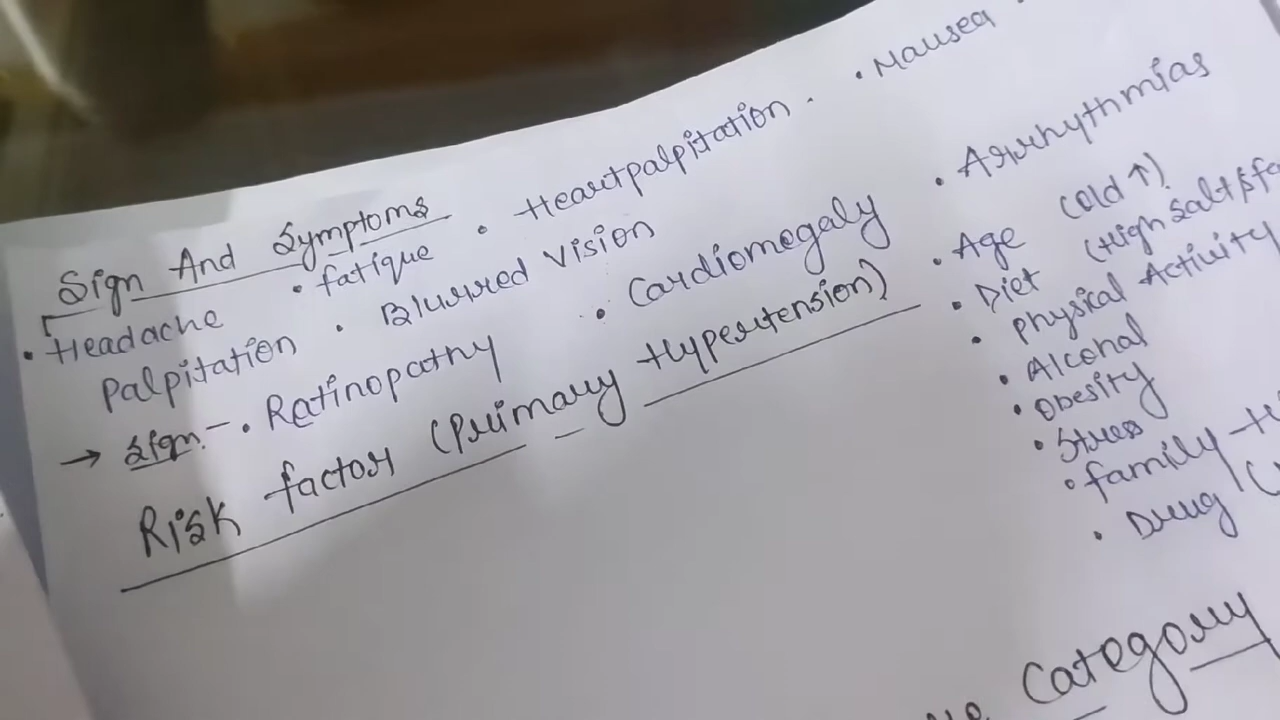 Sign And Symptoms
• Headache • fatique • Heartpalpitation. • Nausea •
Palpitation • Blurred Vision
→ Sign - • Retinopathy • Cardiomegaly • Arrhythmias
Risk factor (Primary Hypertension)
• Age (Old ↑)
• Diet (High Salt
• Physical Activity
• Alcohal
• Obesity
• Stress
• family
• Drug
Category